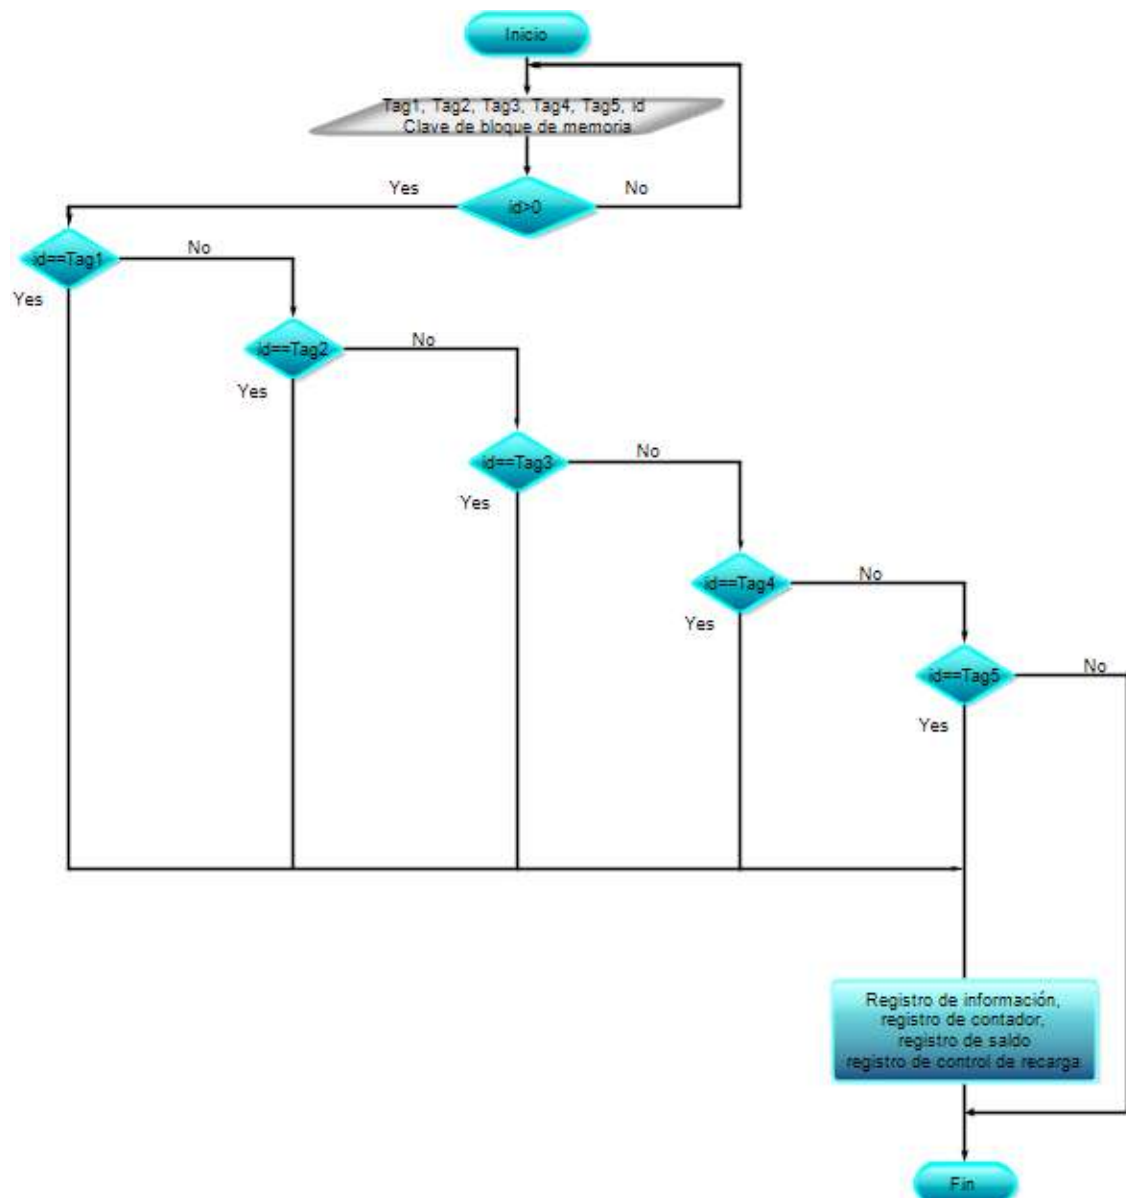 Inicio
Tag1, Tag2, Tag3, Tag4, Tag5, id
Clave de bloque de memoria
Yes
No
id>0
id==Tag1
No
Yes
id==Tag2
No
Yes
id==Tag3
No
Yes
id==Tag4
No
Yes
id==Tag5
No
Yes
Registro de información,
registro de contador,
registro de saldo
registro de control de recarga
Fin